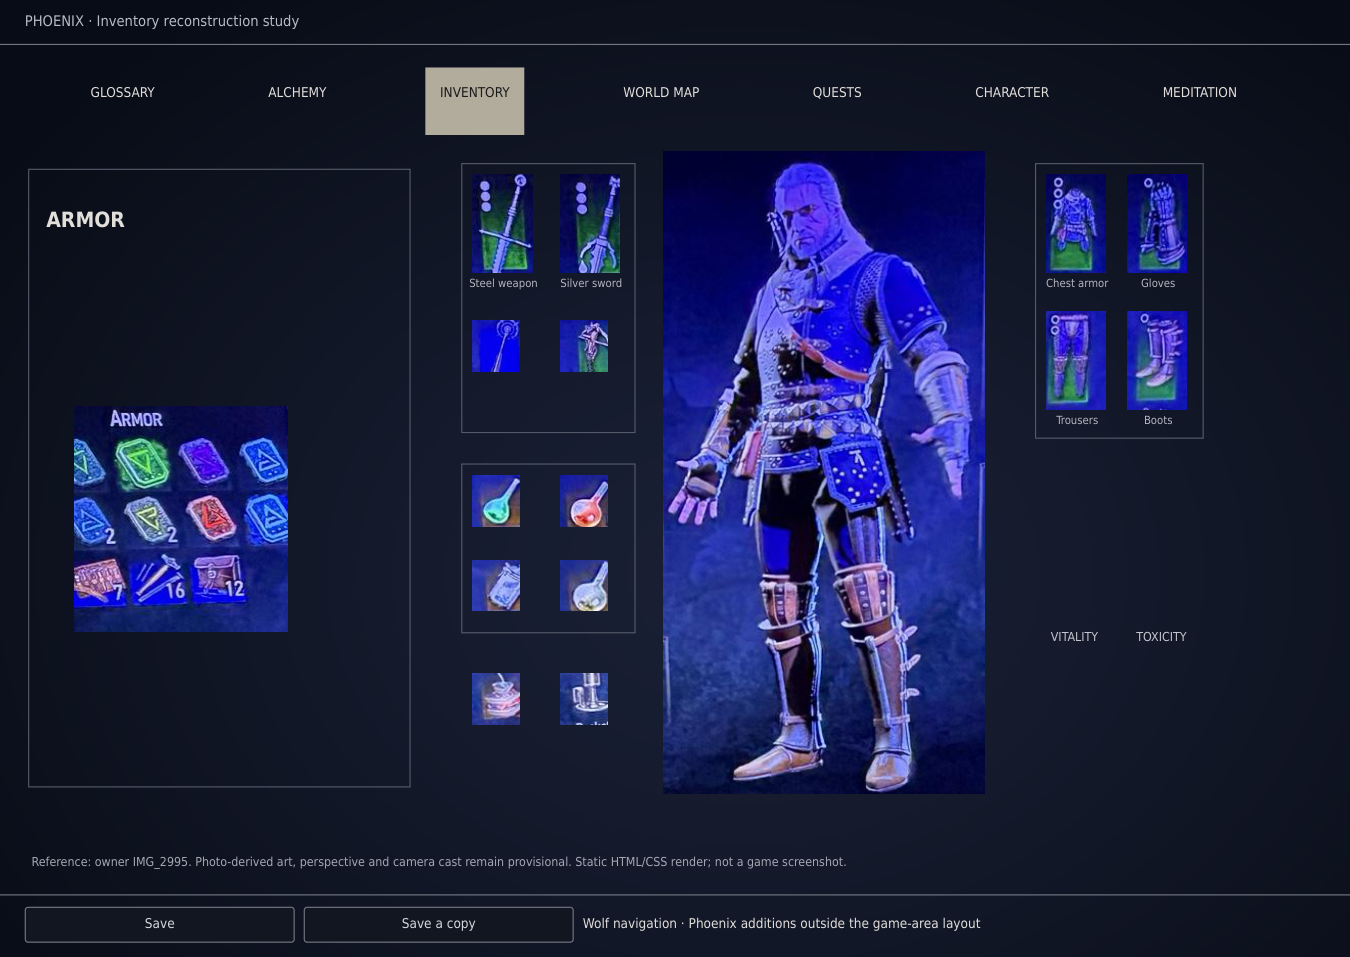 PHOENIX · Inventory reconstruction study
GLOSSARY
ALCHEMY
INVENTORY
WORLD MAP
QUESTS
CHARACTER
MEDITATION
ARMOR
ARMOR
2
2
7
16
12
Steel weapon
Silver sword
Chest armor
Gloves
Trousers
Boots
VITALITY
TOXICITY
Reference: owner IMG_2995. Photo-derived art, perspective and camera cast remain provisional. Static HTML/CSS render; not a game screenshot.
Save
Save a copy
Wolf navigation · Phoenix additions outside the game-area layout